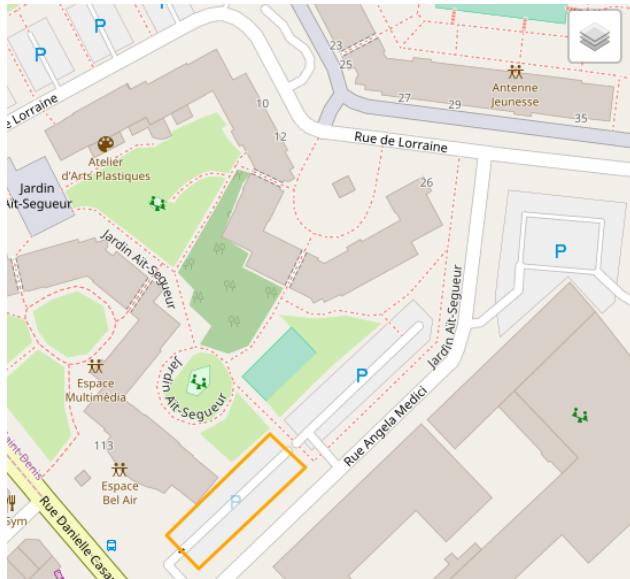 P
P
23
25
Antenne
Jeunesse
27
29
35
e Lorraine
10
12
Rue de Lorraine
Atelier
d'Arts Plastiques
Jardin
Aït-Segueur
26
Jardin Aït-Segueur
P
Jardin Aït-Segueur
Jardin Aït-Segueur
P
Espace
Multimédia
Rue Angela Medici
113
Espace
Bel Air
P
aint-Denis
Gym
Rue Danielle Casa